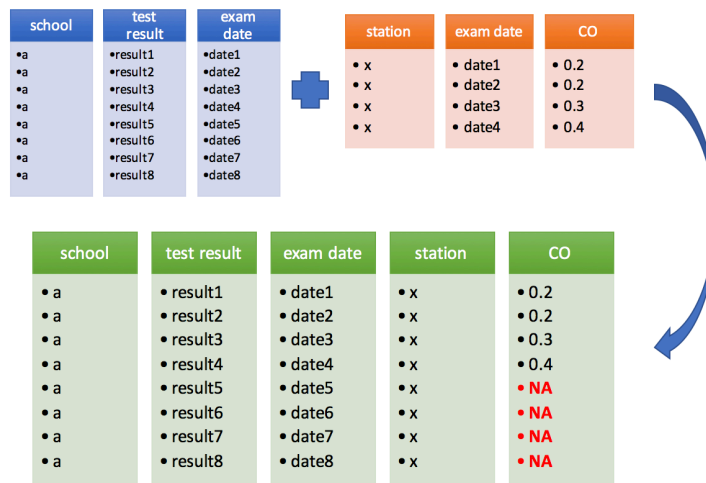 school test result exam date
•a •result1 •date1
•a •result2 •date2
•a •result3 •date3
•a •result4 •date4
•a •result5 •date5
•a •result6 •date6
•a •result7 •date7
•a •result8 •date8
station exam date CO
• x • date1 • 0.2
• x • date2 • 0.2
• x • date3 • 0.3
• x • date4 • 0.4
school test result exam date station CO
• a • result1 • date1 • x • 0.2
• a • result2 • date2 • x • 0.2
• a • result3 • date3 • x • 0.3
• a • result4 • date4 • x • 0.4
• a • result5 • date5 • x • NA
• a • result6 • date6 • x • NA
• a • result7 • date7 • x • NA
• a • result8 • date8 • x • NA